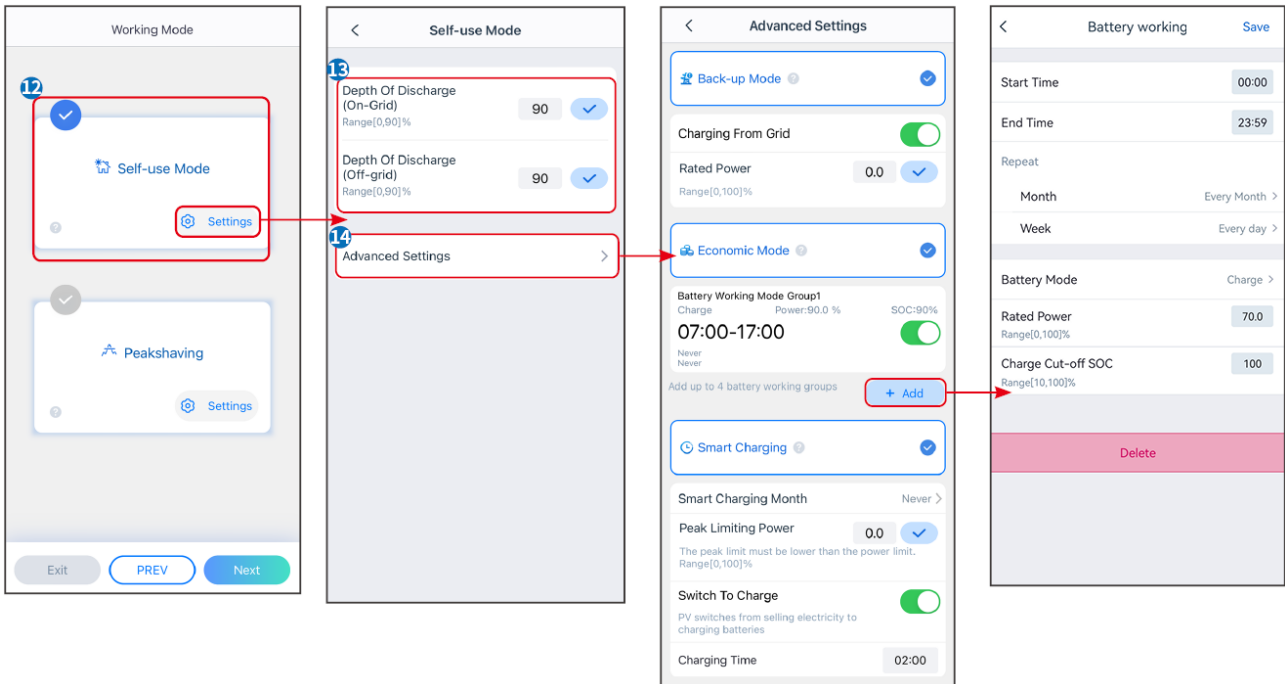 Working Mode
12
Self-use Mode
Settings
Peakshaving
Settings
Exit
PREV
Next
Self-use Mode
13
Depth Of Discharge
(On-Grid)
90
Range[0,90]%
Depth Of Discharge
(Off-grid)
90
Range[0,90]%
14
Advanced Settings
Advanced Settings
Back-up Mode ?
Charging From Grid
Rated Power
0.0
Range[0,100]%
Economic Mode ?
Battery Working Mode Group1
Charge Power:90.0 % SOC:90%
07:00-17:00
Never
Never
Add up to 4 battery working groups
+ Add
Smart Charging ?
Smart Charging Month Never >
Peak Limiting Power
0.0
The peak limit must be lower than the power limit.
Range[0,100]%
Switch To Charge
PV switches from selling electricity to
charging batteries
Charging Time 02:00
Battery working Save
Start Time 00:00
End Time 23:59
Repeat
Month Every Month >
Week Every day >
Battery Mode Charge >
Rated Power 70.0
Range[0,100]%
Charge Cut-off SOC 100
Range[10,100]%
Delete